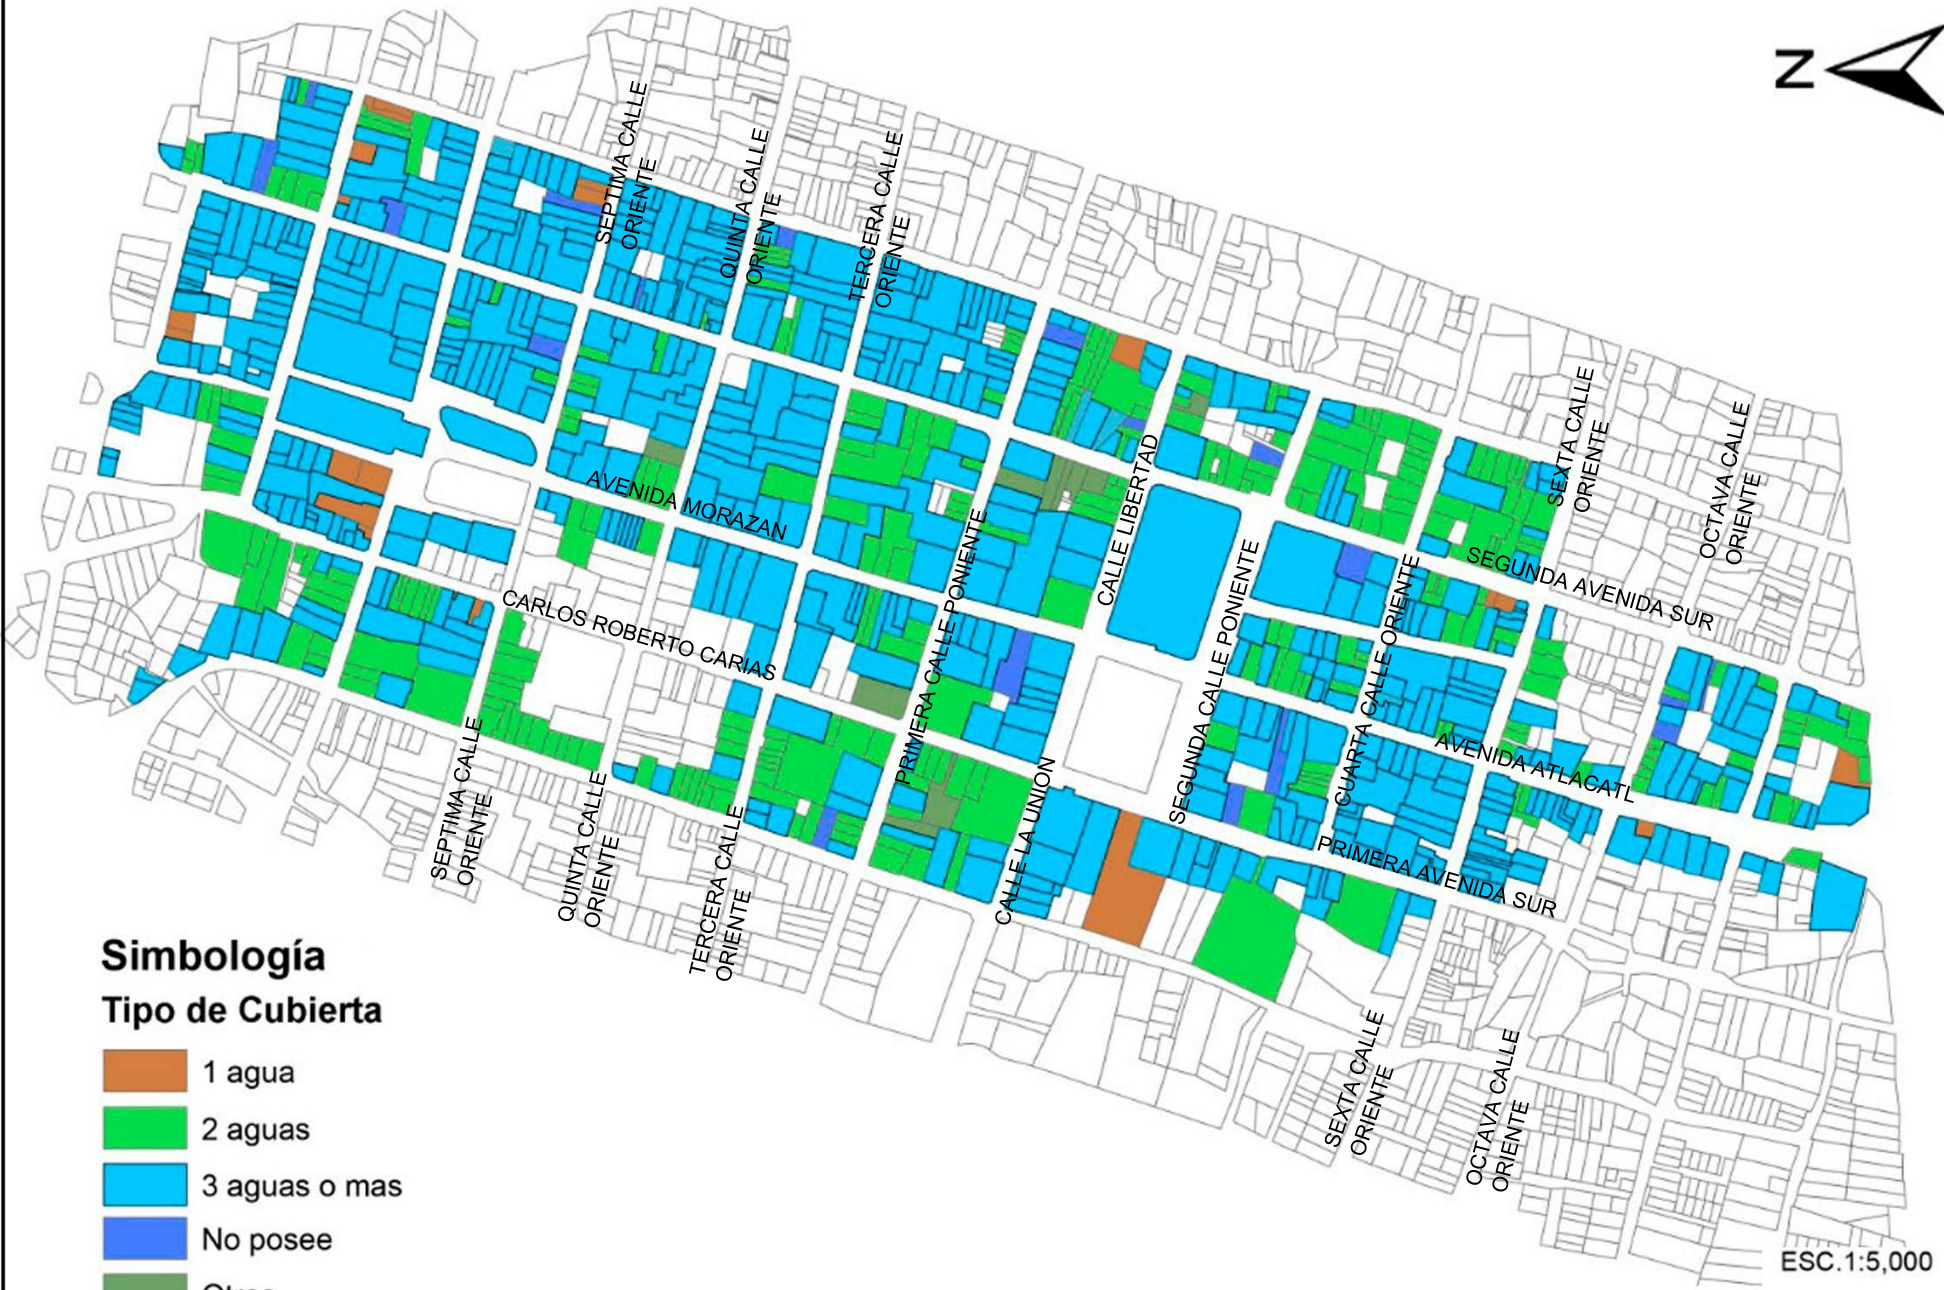 N
SEPTIMA CALLE
ORIENTE
QUINTA CALLE
ORIENTE
TERCERA CALLE
ORIENTE
SEXTA CALLE
ORIENTE
OCTAVA CALLE
ORIENTE
AVENIDA MORAZAN
CALLE LIBERTAD
PRIMERA CALLE PONIENTE
SEGUNDA CALLE PONIENTE
CUARTA CALLE ORIENTE
SEGUNDA AVENIDA SUR
CARLOS ROBERTO CARIAS
AVENIDA ATLACATL
CALLE LA UNION
PRIMERA AVENIDA SUR
SEPTIMA CALLE
ORIENTE
QUINTA CALLE
ORIENTE
TERCERA CALLE
ORIENTE
SEXTA CALLE
ORIENTE
OCTAVA CALLE
ORIENTE
Simbología
Tipo de Cubierta
1 agua
2 aguas
3 aguas o mas
No posee
ESC.1:5,000